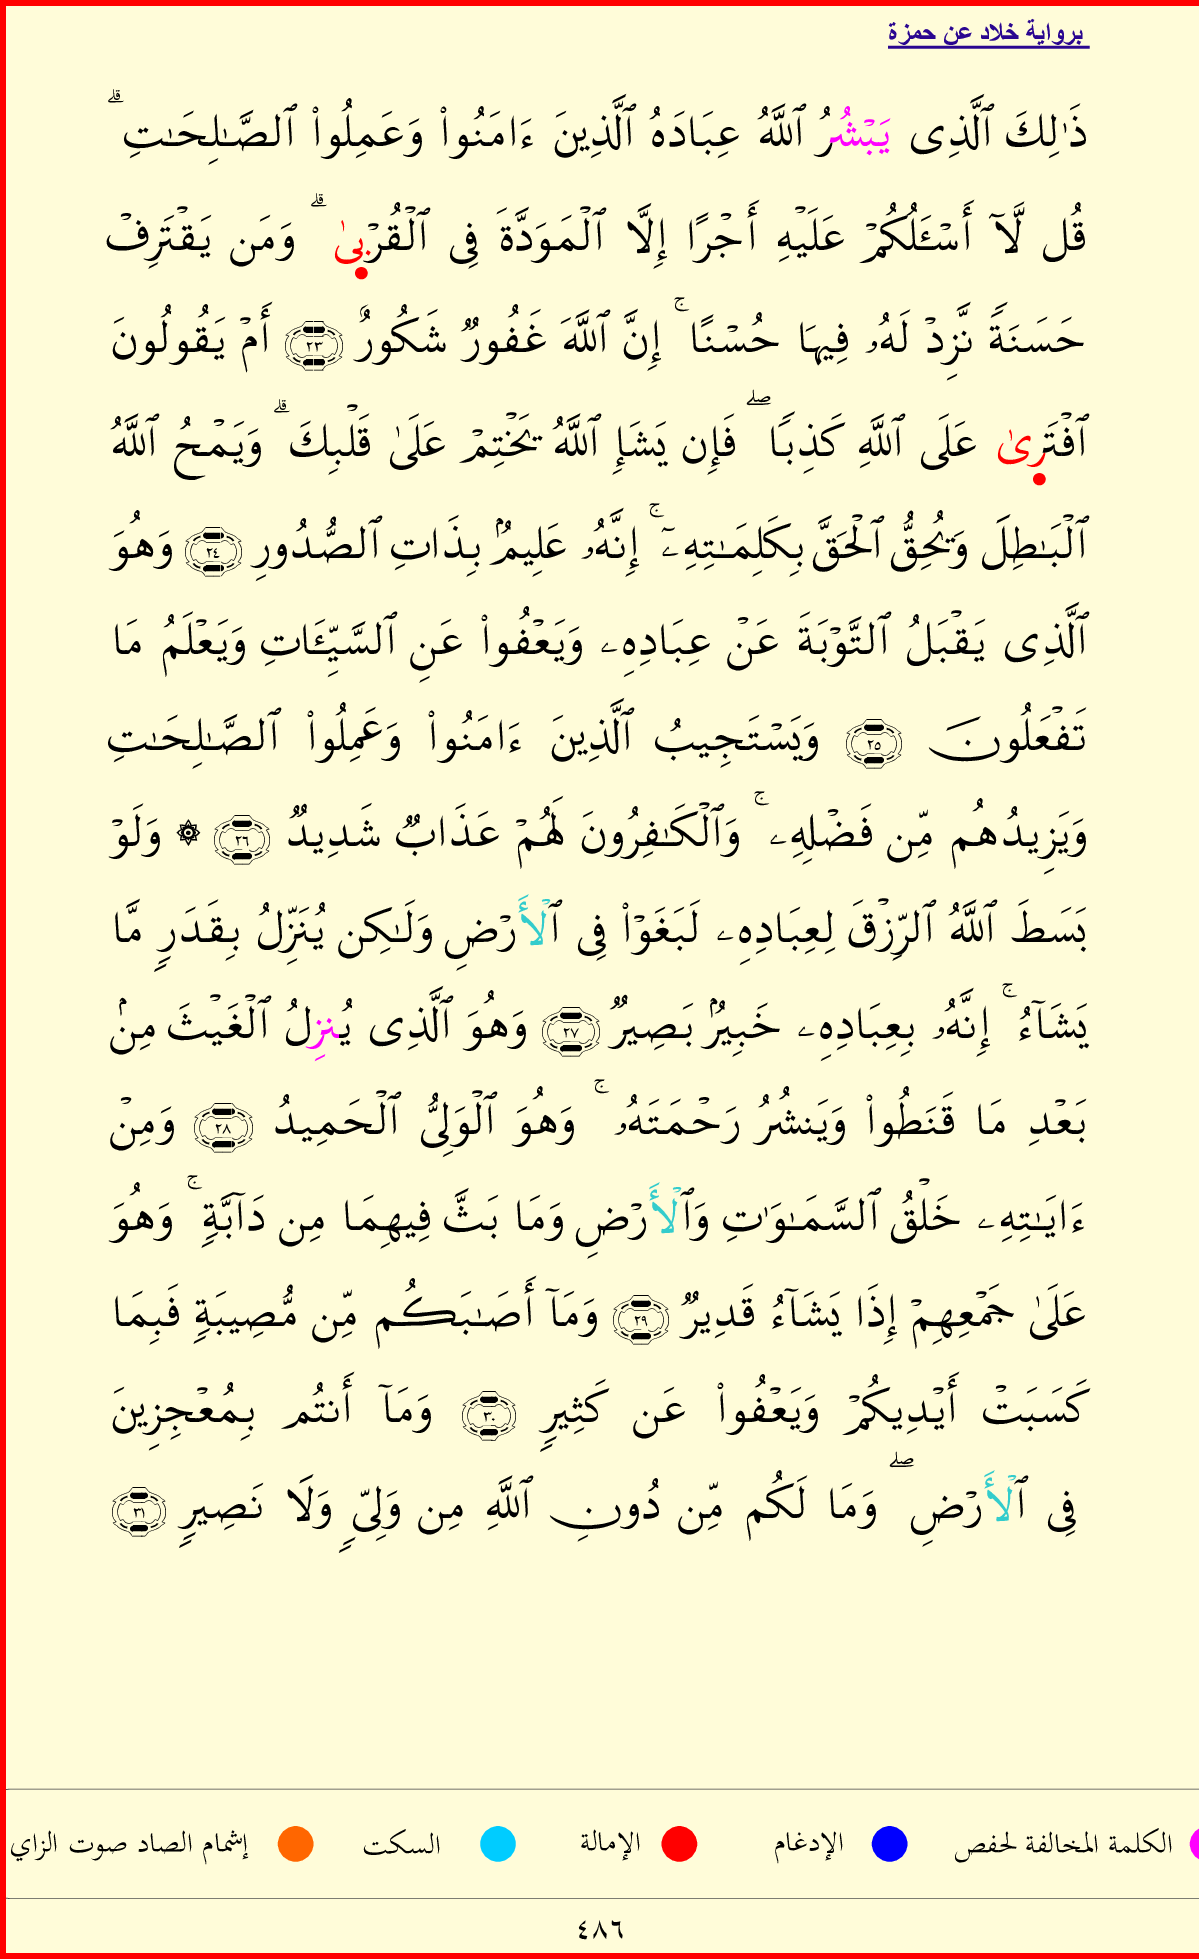 برواية خلاد عن حمزة
ذَٰلِكَ ٱلَّذِى يَبۡشُرُ ٱللَّهُ عِبَادَهُ ٱلَّذِينَ ءَامَنُوا۟ وَعَمِلُوا۟ ٱلصَّـٰلِحَـٰتِ ۗ
قُل لَّآ أَسۡـَٔلُكُمۡ عَلَيۡهِ أَجۡرًا إِلَّا ٱلۡمَوَدَّةَ فِى ٱلۡقُرۡبىٰ ۗ وَمَن يَقۡتَرِفۡ
حَسَنَةً نَّزِدۡ لَهُۥ فِيهَا حُسۡنًا ۚ إِنَّ ٱللَّهَ غَفُورٌ شَكُورٌ ٢٣ أَمۡ يَقُولُونَ
ٱفۡتَرىٰ عَلَى ٱللَّهِ كَذِبًا ۖ فَإِن يَشَإِ ٱللَّهُ يَخۡتِمۡ عَلَىٰ قَلۡبِكَ ۗ وَيَمۡحُ ٱللَّهُ
ٱلۡبَـٰطِلَ وَيُحِقُّ ٱلۡحَقَّ بِكَلِمَـٰتِهِۦٓ ۚ إِنَّهُۥ عَلِيمُۢ بِذَاتِ ٱلصُّدُورِ ٢٤ وَهُوَ
ٱلَّذِى يَقۡبَلُ ٱلتَّوۡبَةَ عَنۡ عِبَادِهِۦ وَيَعۡفُوا۟ عَنِ ٱلسَّيِّـَٔاتِ وَيَعۡلَمُ مَا
تَفۡعَلُونَ ٢٥ وَيَسۡتَجِيبُ ٱلَّذِينَ ءَامَنُوا۟ وَعَمِلُوا۟ ٱلصَّـٰلِحَـٰتِ
وَيَزِيدُهُم مِّن فَضۡلِهِۦ ۚ وَٱلۡكَـٰفِرُونَ لَهُمۡ عَذَابٌ شَدِيدٌ ٢٦ ۞ وَلَوۡ
بَسَطَ ٱللَّهُ ٱلرِّزۡقَ لِعِبَادِهِۦ لَبَغَوۡا۟ فِى ٱلۡأَرۡضِ وَلَـٰكِن يُنَزِّلُ بِقَدَرٍ مَّا
يَشَآءُ ۚ إِنَّهُۥ بِعِبَادِهِۦ خَبِيرُۢ بَصِيرٌ ٢٧ وَهُوَ ٱلَّذِى يُنزِلُ ٱلۡغَيۡثَ مِنۢ
بَعۡدِ مَا قَنَطُوا۟ وَيَنشُرُ رَحۡمَتَهُۥ ۚ وَهُوَ ٱلۡوَلِىُّ ٱلۡحَمِيدُ ٢٨ وَمِنۡ
ءَايَـٰتِهِۦ خَلۡقُ ٱلسَّمَـٰوَٰتِ وَٱلۡأَرۡضِ وَمَا بَثَّ فِيهِمَا مِن دَآبَّةٍ ۚ وَهُوَ
عَلَىٰ جَمۡعِهِمۡ إِذَا يَشَآءُ قَدِيرٌ ٢٩ وَمَآ أَصَـٰبَكُم مِّن مُّصِيبَةٍ فَبِمَا
كَسَبَتۡ أَيۡدِيكُمۡ وَيَعۡفُوا۟ عَن كَثِيرٍ ٣٠ وَمَآ أَنتُم بِمُعۡجِزِينَ
فِى ٱلۡأَرۡضِ ۖ وَمَا لَكُم مِّن دُونِ ٱللَّهِ مِن وَلِىٍّ وَلَا نَصِيرٍ ٣١
الكلمة المخالفة لحفص الإدغام الإمالة السكت إشمام الصاد صوت الزاي
٤٨٦